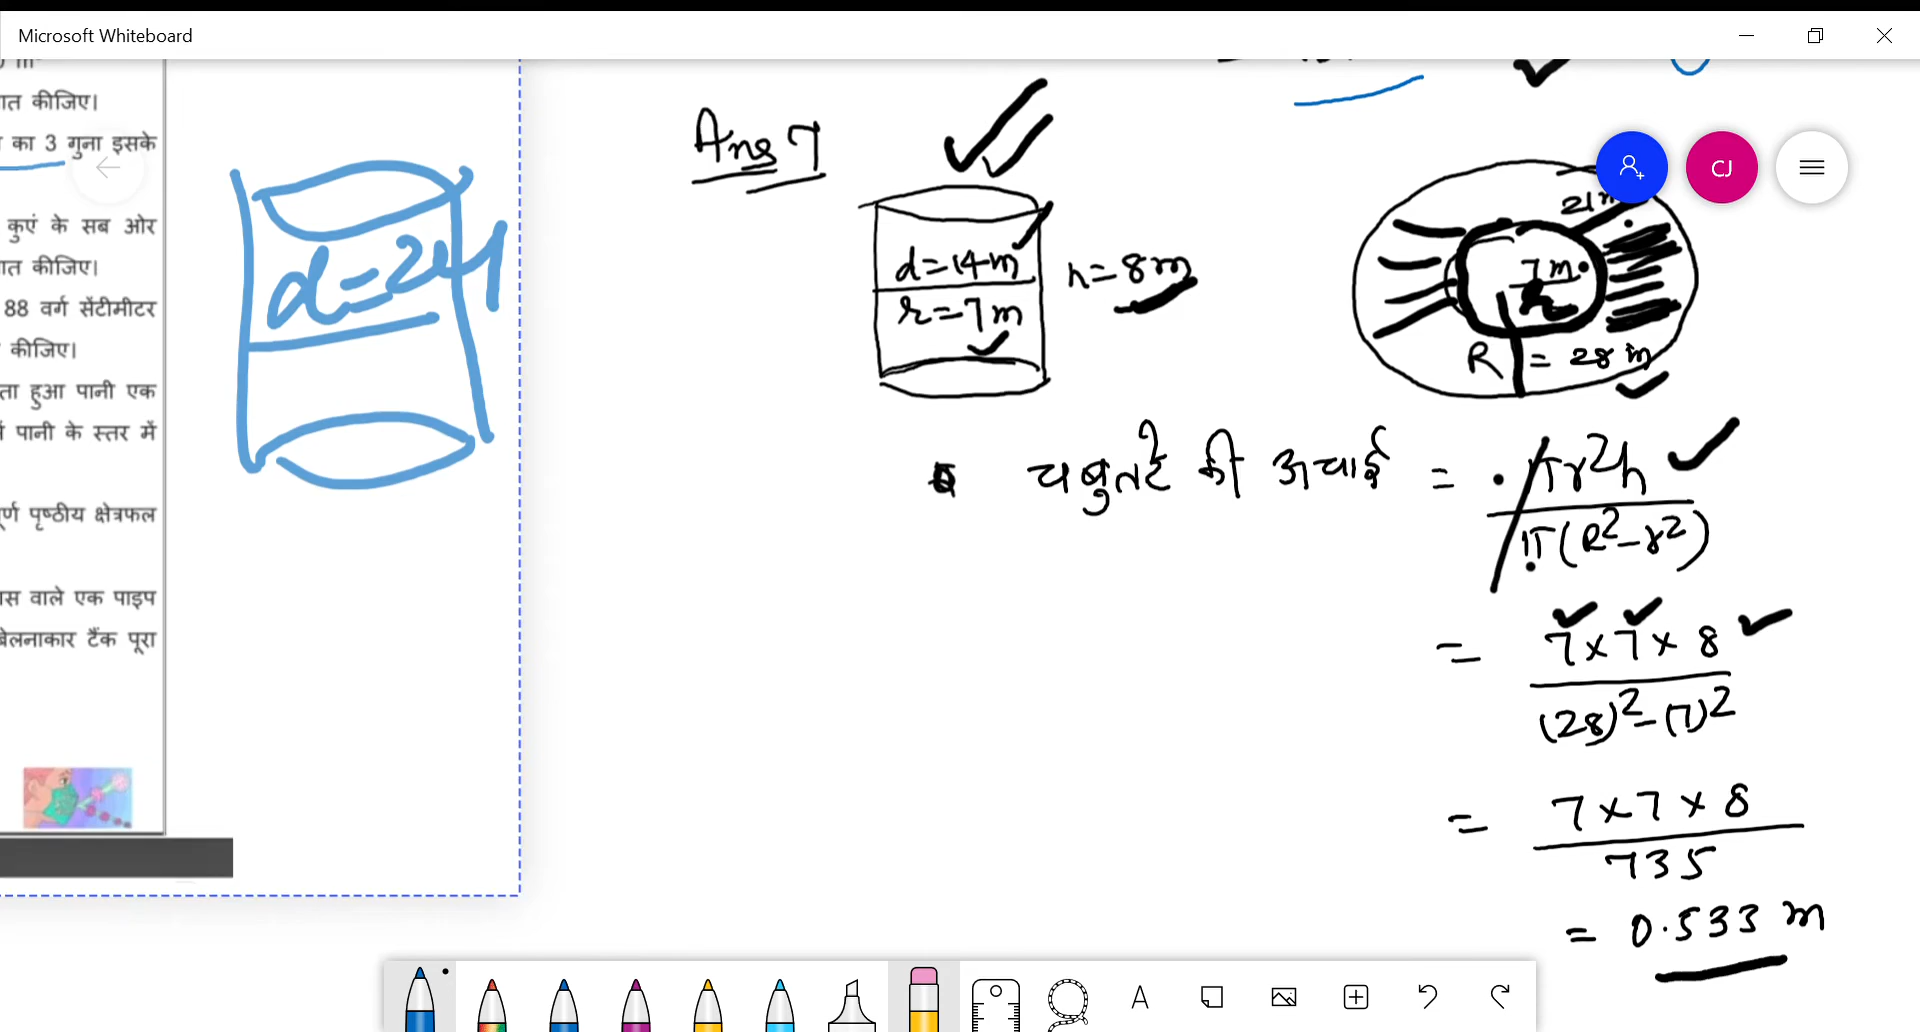 Microsoft Whiteboard
ात कीजिए।
का 3 गुना इसके
कुएं के सब ओर
ात कीजिए।
88 वर्ग सेंटीमीटर
कीजिए।
ता हुआ पानी एक
पानी के स्तर में
पूर्ण पृष्ठीय क्षेत्रफल
ास वाले एक पाइप
बेलनाकार टैंक पूरा
d=24
Ans 7
d=14m
r=7m
h=8m
CJ
21m
7m
r
R = 28 m
= πr²h
π(R²-r²)
= 7×7×8
(28)²-(7)²
= 7×7×8
735
= 0.533 m
A